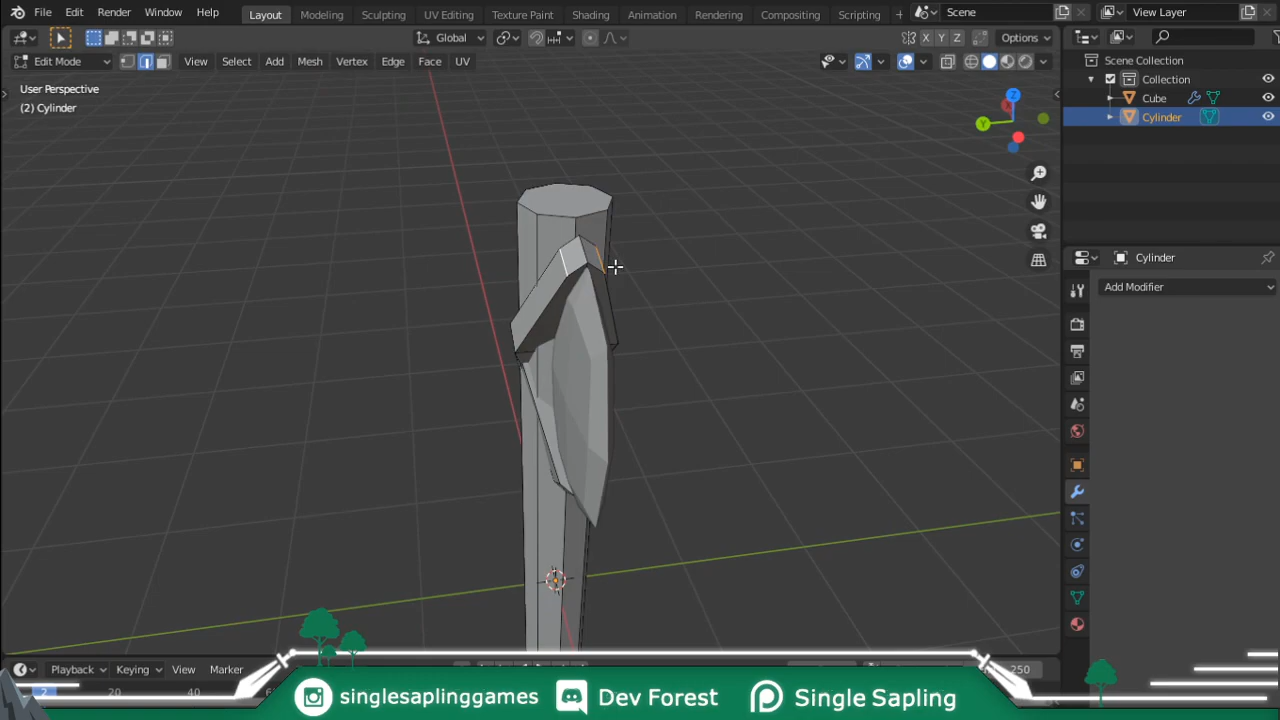 File Edit Render Window Help Layout Modeling Sculpting UV Editing Texture Paint Shading Animation Rendering Compositing Scripting + Scene View Layer
Global X Y Z Options
Edit Mode View Select Add Mesh Vertex Edge Face UV
User Perspective
(2) Cylinder
Z
Y
Scene Collection
Collection
Cube
Cylinder
Cylinder
Add Modifier
Playback Keying View Marker 250
2 20 40
singlesaplinggames Dev Forest Single Sapling